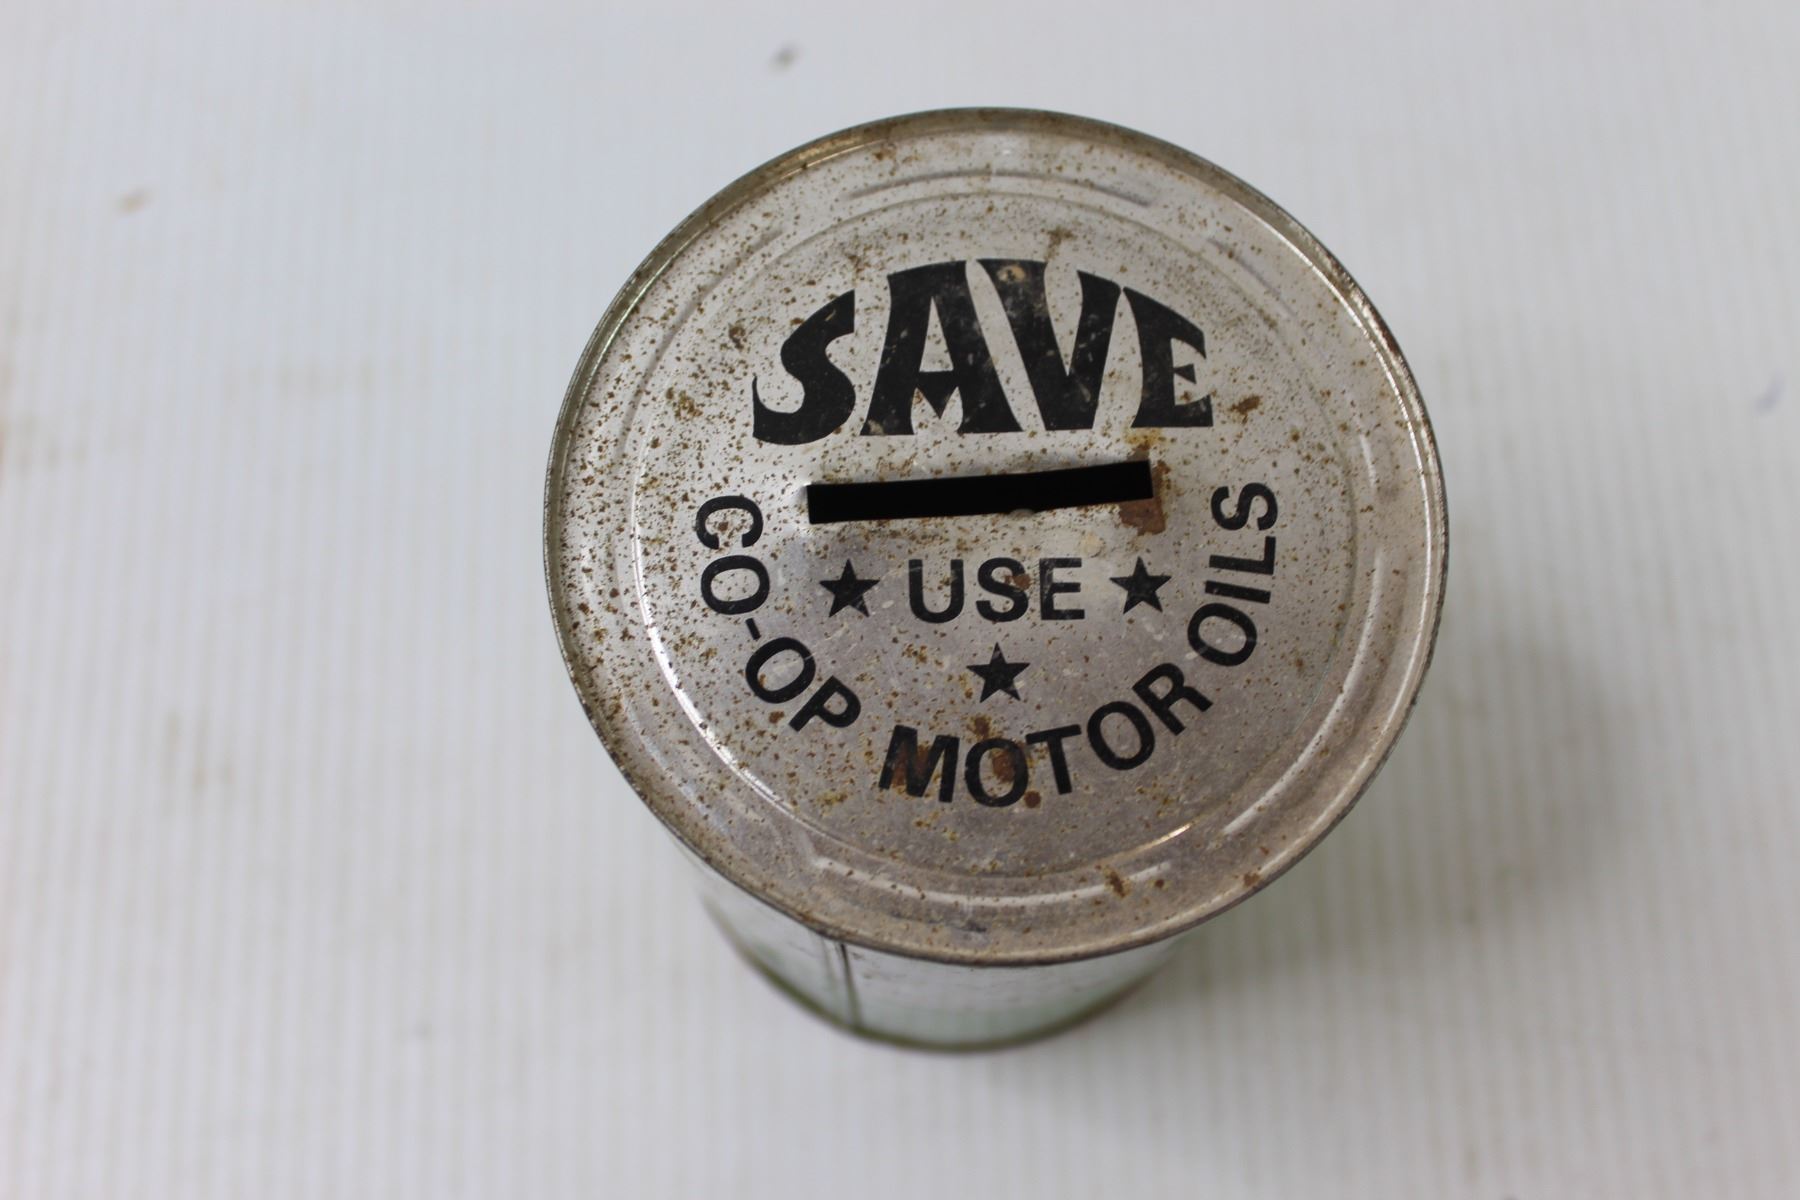 SAVE
★ USE ★
★
CO-OP MOTOR OILS